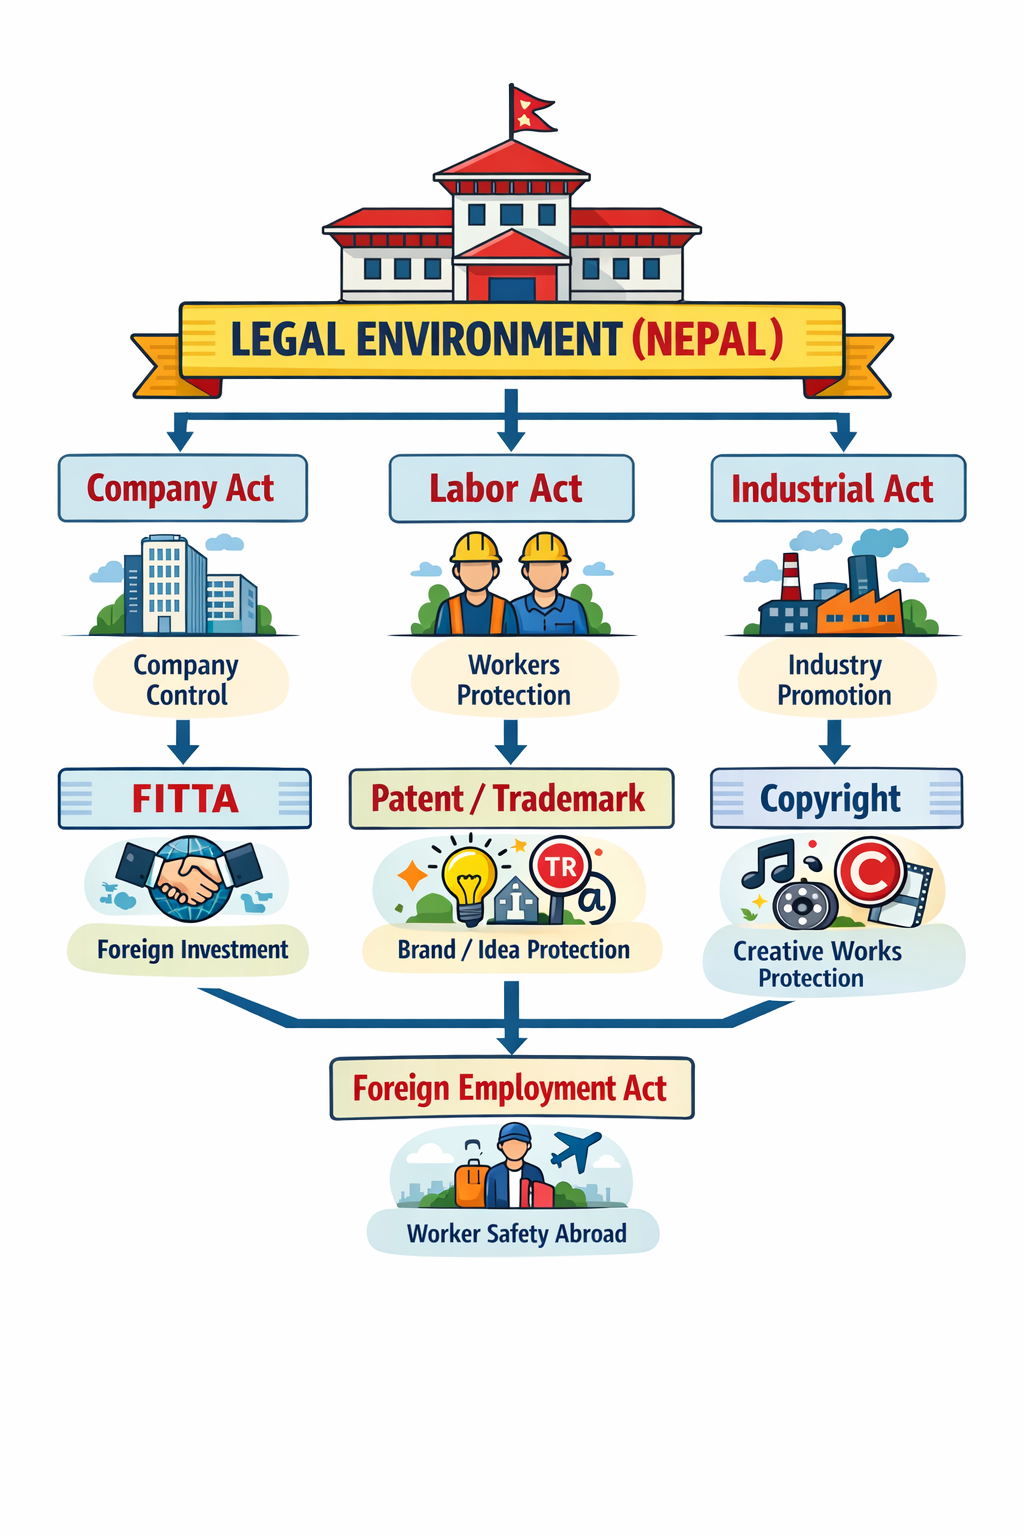 LEGAL ENVIRONMENT (NEPAL)
Company Act
Labor Act
Industrial Act
Company
Control
Workers
Protection
Industry
Promotion
FITTA
Patent / Trademark
Copyright
TR
a
C
Foreign Investment
Brand / Idea Protection
Creative Works
Protection
Foreign Employment Act
Worker Safety Abroad